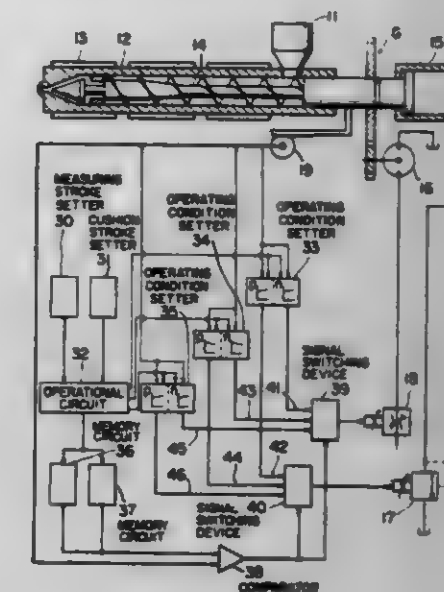 13
12
14
11
G
15
19
16
MEASURING
STROKE
SETTER
30
CUSHION
STROKE
SETTER
31
OPERATING
CONDITION
SETTER
34
OPERATING
CONDITION
SETTER
33
OPERATING
CONDITION
SETTER
35
32
OPERATIONAL
CIRCUIT
SIGNAL
SWITCHING
DEVICE
39
18
41
43
45
42
44
46
MEMORY
CIRCUIT
36
37
MEMORY
CIRCUIT
40
SIGNAL
SWITCHING
DEVICE
17
38
COMPARATOR